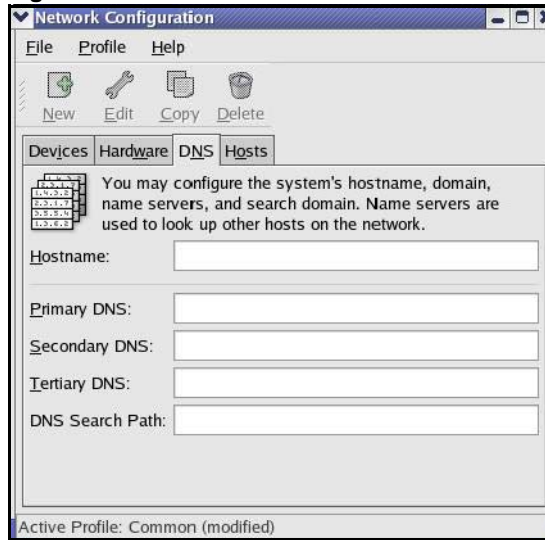 Network Configuration
File Profile Help
New Edit Copy Delete
Devices Hardware DNS Hosts
You may configure the system's hostname, domain,
name servers, and search domain. Name servers are
used to look up other hosts on the network.
Hostname:
Primary DNS:
Secondary DNS:
Tertiary DNS:
DNS Search Path:
Active Profile: Common (modified)